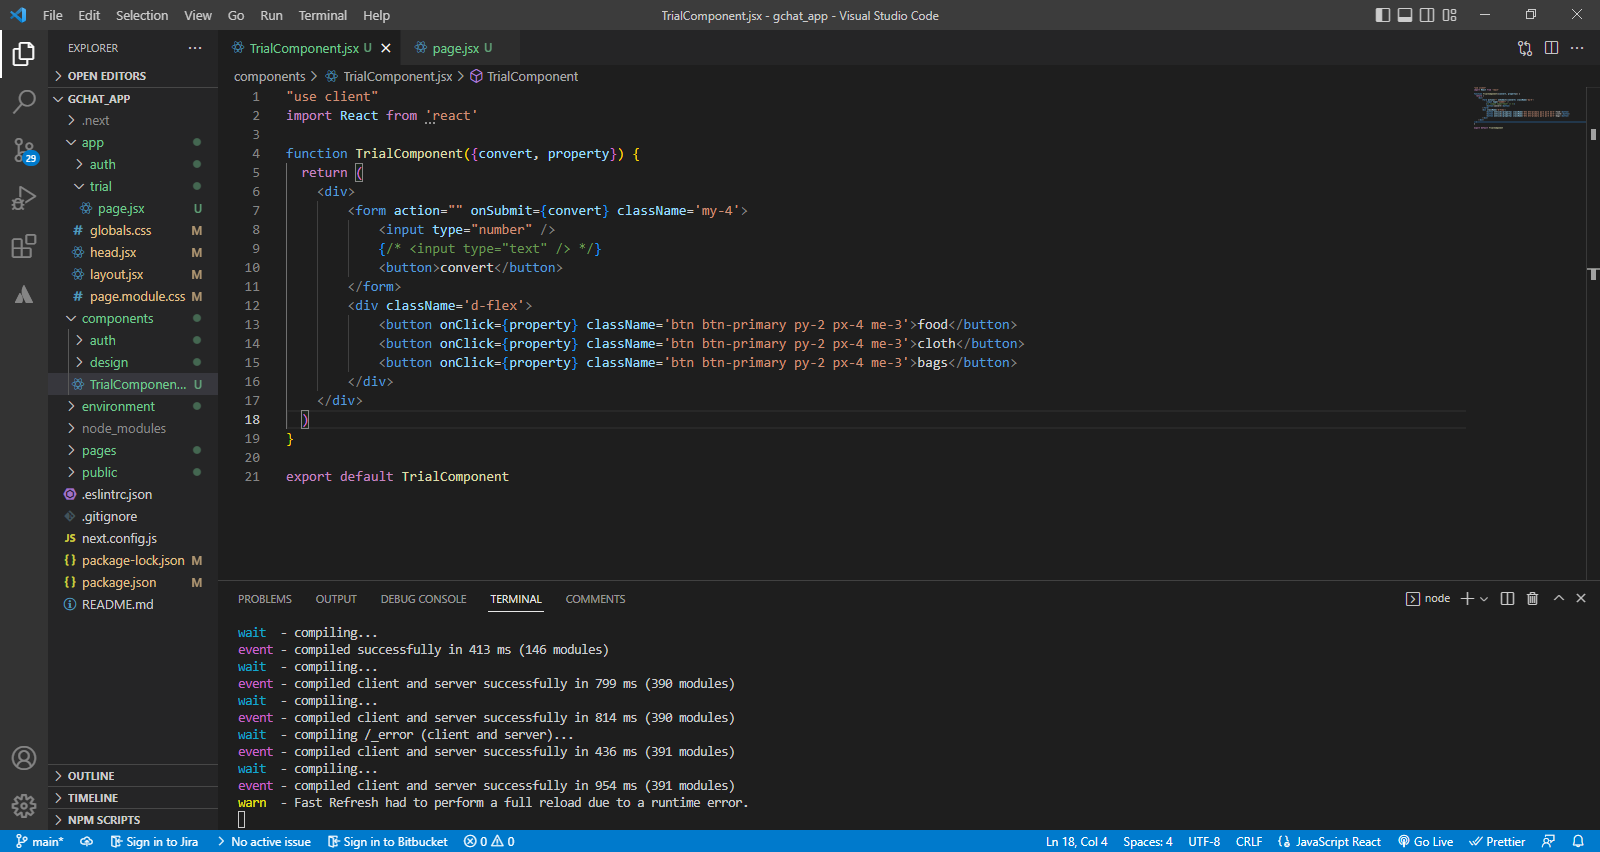 File Edit Selection View Go Run Terminal Help
TrialComponent.jsx - gchat_app - Visual Studio Code
EXPLORER
OPEN EDITORS
GCHAT_APP
.next
app
auth
trial
page.jsx U
globals.css M
head.jsx M
layout.jsx M
page.module.css M
components
auth
design
TrialComponen... U
environment
node_modules
pages
public
.eslintrc.json
.gitignore
JS next.config.js
package-lock.json M
package.json M
README.md
OUTLINE
TIMELINE
NPM SCRIPTS
29
TrialComponent.jsx U
page.jsx U
components > TrialComponent.jsx > TrialComponent
1 "use client"
2 import React from 'react'
3
4 function TrialComponent({convert, property}) {
5 return (
6 <div>
7 <form action="" onSubmit={convert} className='my-4'>
8 <input type="number" />
9 {/* <input type="text" /> */}
10 <button>convert</button>
11 </form>
12 <div className='d-flex'>
13 <button onClick={property} className='btn btn-primary py-2 px-4 me-3'>food</button>
14 <button onClick={property} className='btn btn-primary py-2 px-4 me-3'>cloth</button>
15 <button onClick={property} className='btn btn-primary py-2 px-4 me-3'>bags</button>
16 </div>
17 </div>
18 )
19 }
20
21 export default TrialComponent
PROBLEMS OUTPUT DEBUG CONSOLE TERMINAL COMMENTS
node
wait - compiling...
event - compiled successfully in 413 ms (146 modules)
wait - compiling...
event - compiled client and server successfully in 799 ms (390 modules)
wait - compiling...
event - compiled client and server successfully in 814 ms (390 modules)
wait - compiling /_error (client and server)...
event - compiled client and server successfully in 436 ms (391 modules)
wait - compiling...
event - compiled client and server successfully in 954 ms (391 modules)
warn - Fast Refresh had to perform a full reload due to a runtime error.
main* Sign in to Jira No active issue Sign in to Bitbucket 0 0 Ln 18, Col 4 Spaces: 4 UTF-8 CRLF JavaScript React Go Live Prettier